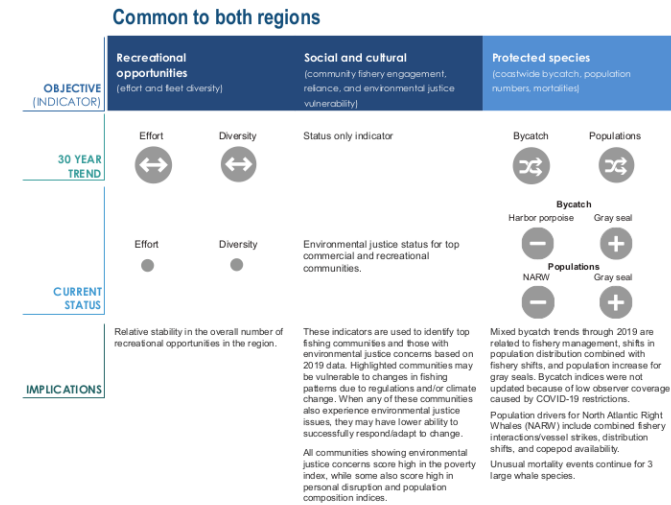 Common to both regions
OBJECTIVE
(INDICATOR)
Recreational
opportunities
(effort and fleet diversity)
Social and cultural
(community fishery engagement,
reliance, and environmental justice
vulnerability)
Protected species
(coastwide bycatch, population
numbers, mortalities)
30 YEAR
TREND
Effort
Diversity
Status only indicator
Bycatch
Populations
CURRENT
STATUS
Effort
Diversity
Environmental justice status for top
commercial and recreational
communities.
Bycatch
Harbor porpoise
Gray seal
Populations
NARW
Gray seal
IMPLICATIONS
Relative stability in the overall number of
recreational opportunities in the region.
These indicators are used to identify top
fishing communities and those with
environmental justice concerns based on
2019 data. Highlighted communities may
be vulnerable to changes in fishing
patterns due to regulations and/or climate
change. When any of these communities
also experience environmental justice
issues, they may have lower ability to
successfully respond/adapt to change.
All communities showing environmental
justice concerns score high in the poverty
index, while some also score high in
personal disruption and population
composition indices.
Mixed bycatch trends through 2019 are
related to fishery management, shifts in
population distribution combined with
fishery shifts, and population increase for
gray seals. Bycatch indices were not
updated because of low observer coverage
caused by COVID-19 restrictions.
Population drivers for North Atlantic Right
Whales (NARW) include combined fishery
interactions/vessel strikes, distribution
shifts, and copepod availability.
Unusual mortality events continue for 3
large whale species.